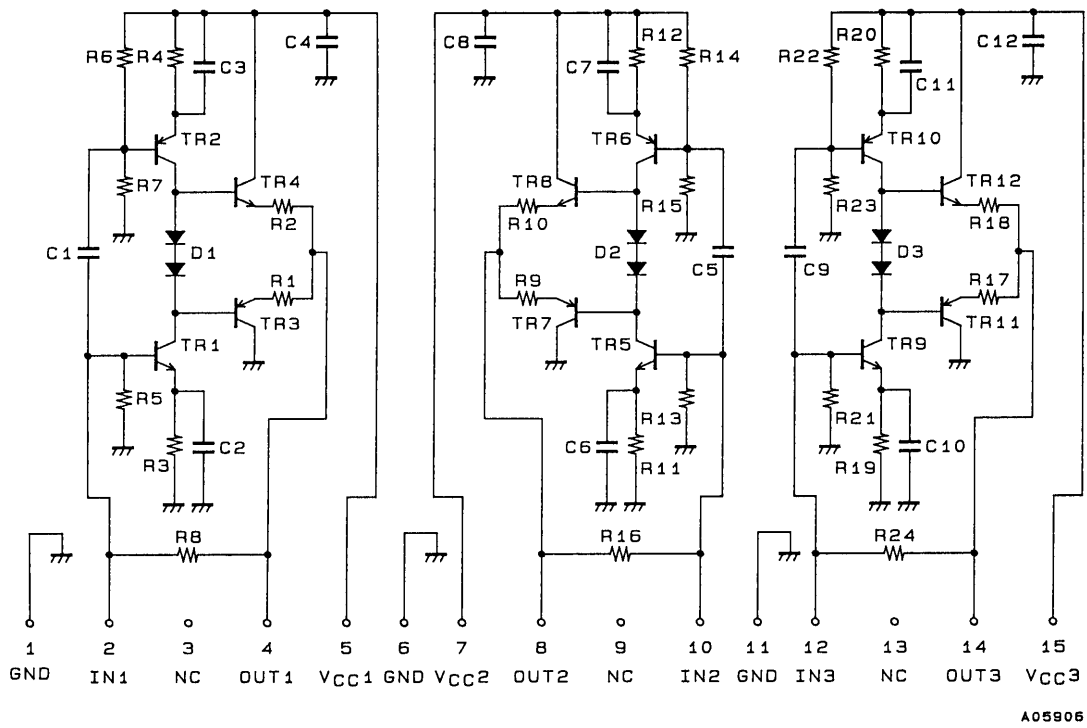 R6 R4 C3 C4 C8 R12 C7 R14 R20 R22 C11 C12
TR2 TR6 TR10
R7 TR4 TR8 R15 R23 TR12
R2 R10 R18
C1 D1 D2 C5 C9 D3
R1 R9 R17
TR3 TR7 TR11
TR1 TR5 TR9
R5 R13 R21
R3 C2 C6 R11 R19 C10
R8 R16 R24
1 2 3 4 5 6 7 8 9 10 11 12 13 14 15
GND IN1 NC OUT1 VCC1 GND VCC2 OUT2 NC IN2 GND IN3 NC OUT3 VCC3
A05906